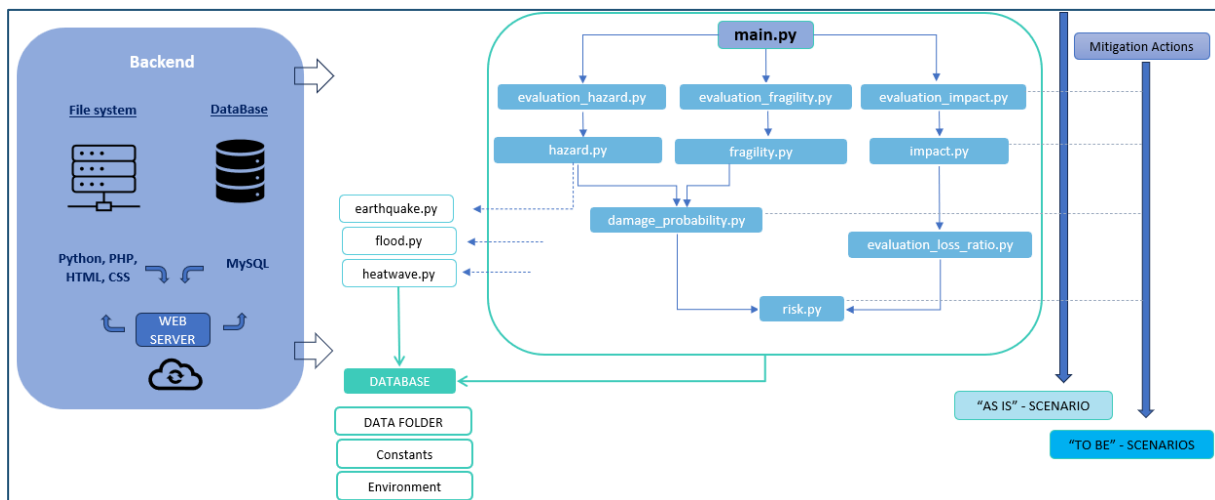 Backend
File system
DataBase
Python, PHP,
HTML, CSS
MySQL
WEB
SERVER
main.py
evaluation_hazard.py
evaluation_fragility.py
evaluation_impact.py
hazard.py
fragility.py
impact.py
damage_probability.py
evaluation_loss_ratio.py
risk.py
earthquake.py
flood.py
heatwave.py
DATABASE
DATA FOLDER
Constants
Environment
Mitigation Actions
“AS IS” - SCENARIO
“TO BE” - SCENARIOS